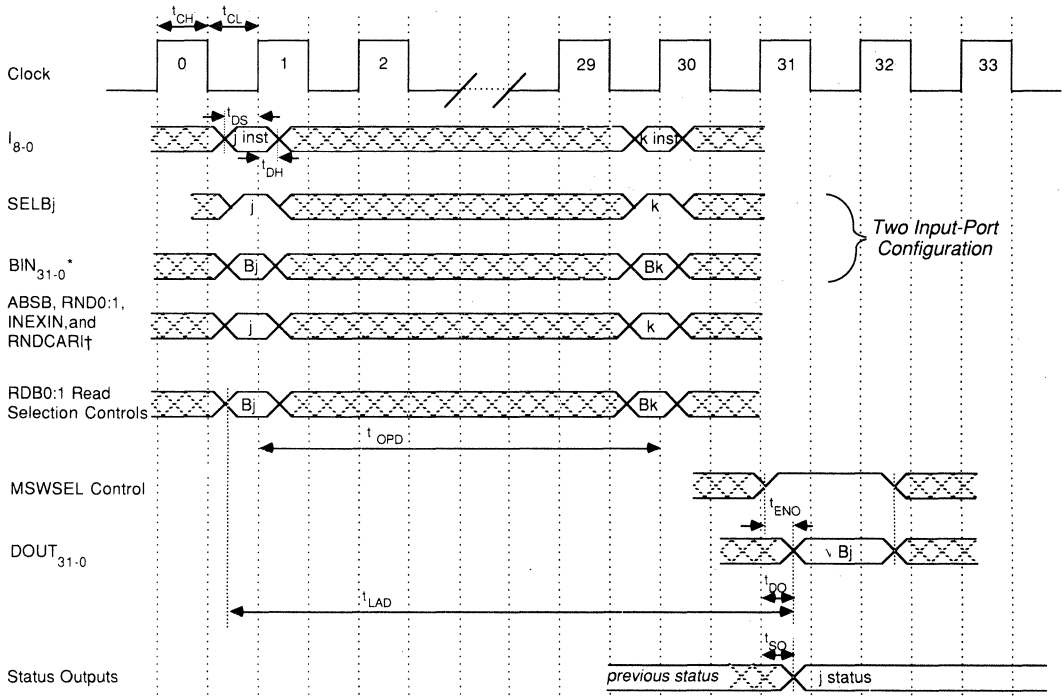 tCH tCL
Clock 0 1 2 29 30 31 32 33
tDS
I8-0 j inst k inst
tDH
SELBj j k
Two Input-Port
Configuration
BIN31-0* Bj Bk
ABSB, RND0:1,
INEXIN,and
RNDCARI†
j k
RDB0:1 Read
Selection Controls
Bj Bk
tOPD
MSWSEL Control
tENO
DOUT31-0 √ Bj
tDO
tLAD
tSO
Status Outputs previous status j status